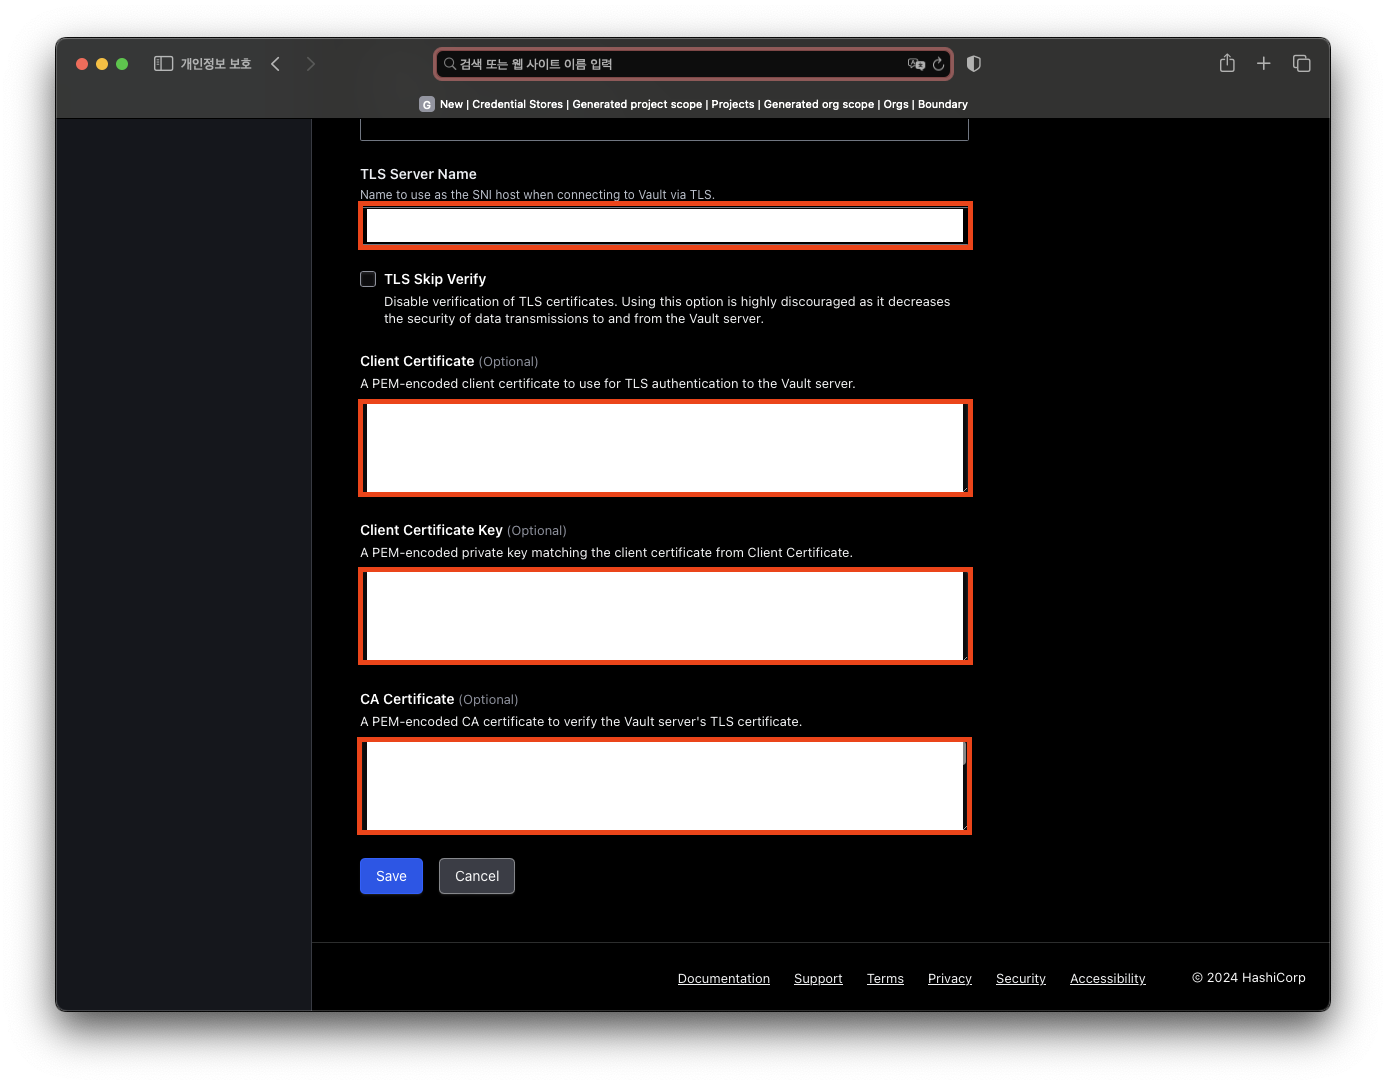 개인정보 보호
검색 또는 웹 사이트 이름 입력
G New | Credential Stores | Generated project scope | Projects | Generated org scope | Orgs | Boundary
TLS Server Name
Name to use as the SNI host when connecting to Vault via TLS.
TLS Skip Verify
Disable verification of TLS certificates. Using this option is highly discouraged as it decreases
the security of data transmissions to and from the Vault server.
Client Certificate (Optional)
A PEM-encoded client certificate to use for TLS authentication to the Vault server.
Client Certificate Key (Optional)
A PEM-encoded private key matching the client certificate from Client Certificate.
CA Certificate (Optional)
A PEM-encoded CA certificate to verify the Vault server's TLS certificate.
Save Cancel
Documentation Support Terms Privacy Security Accessibility © 2024 HashiCorp